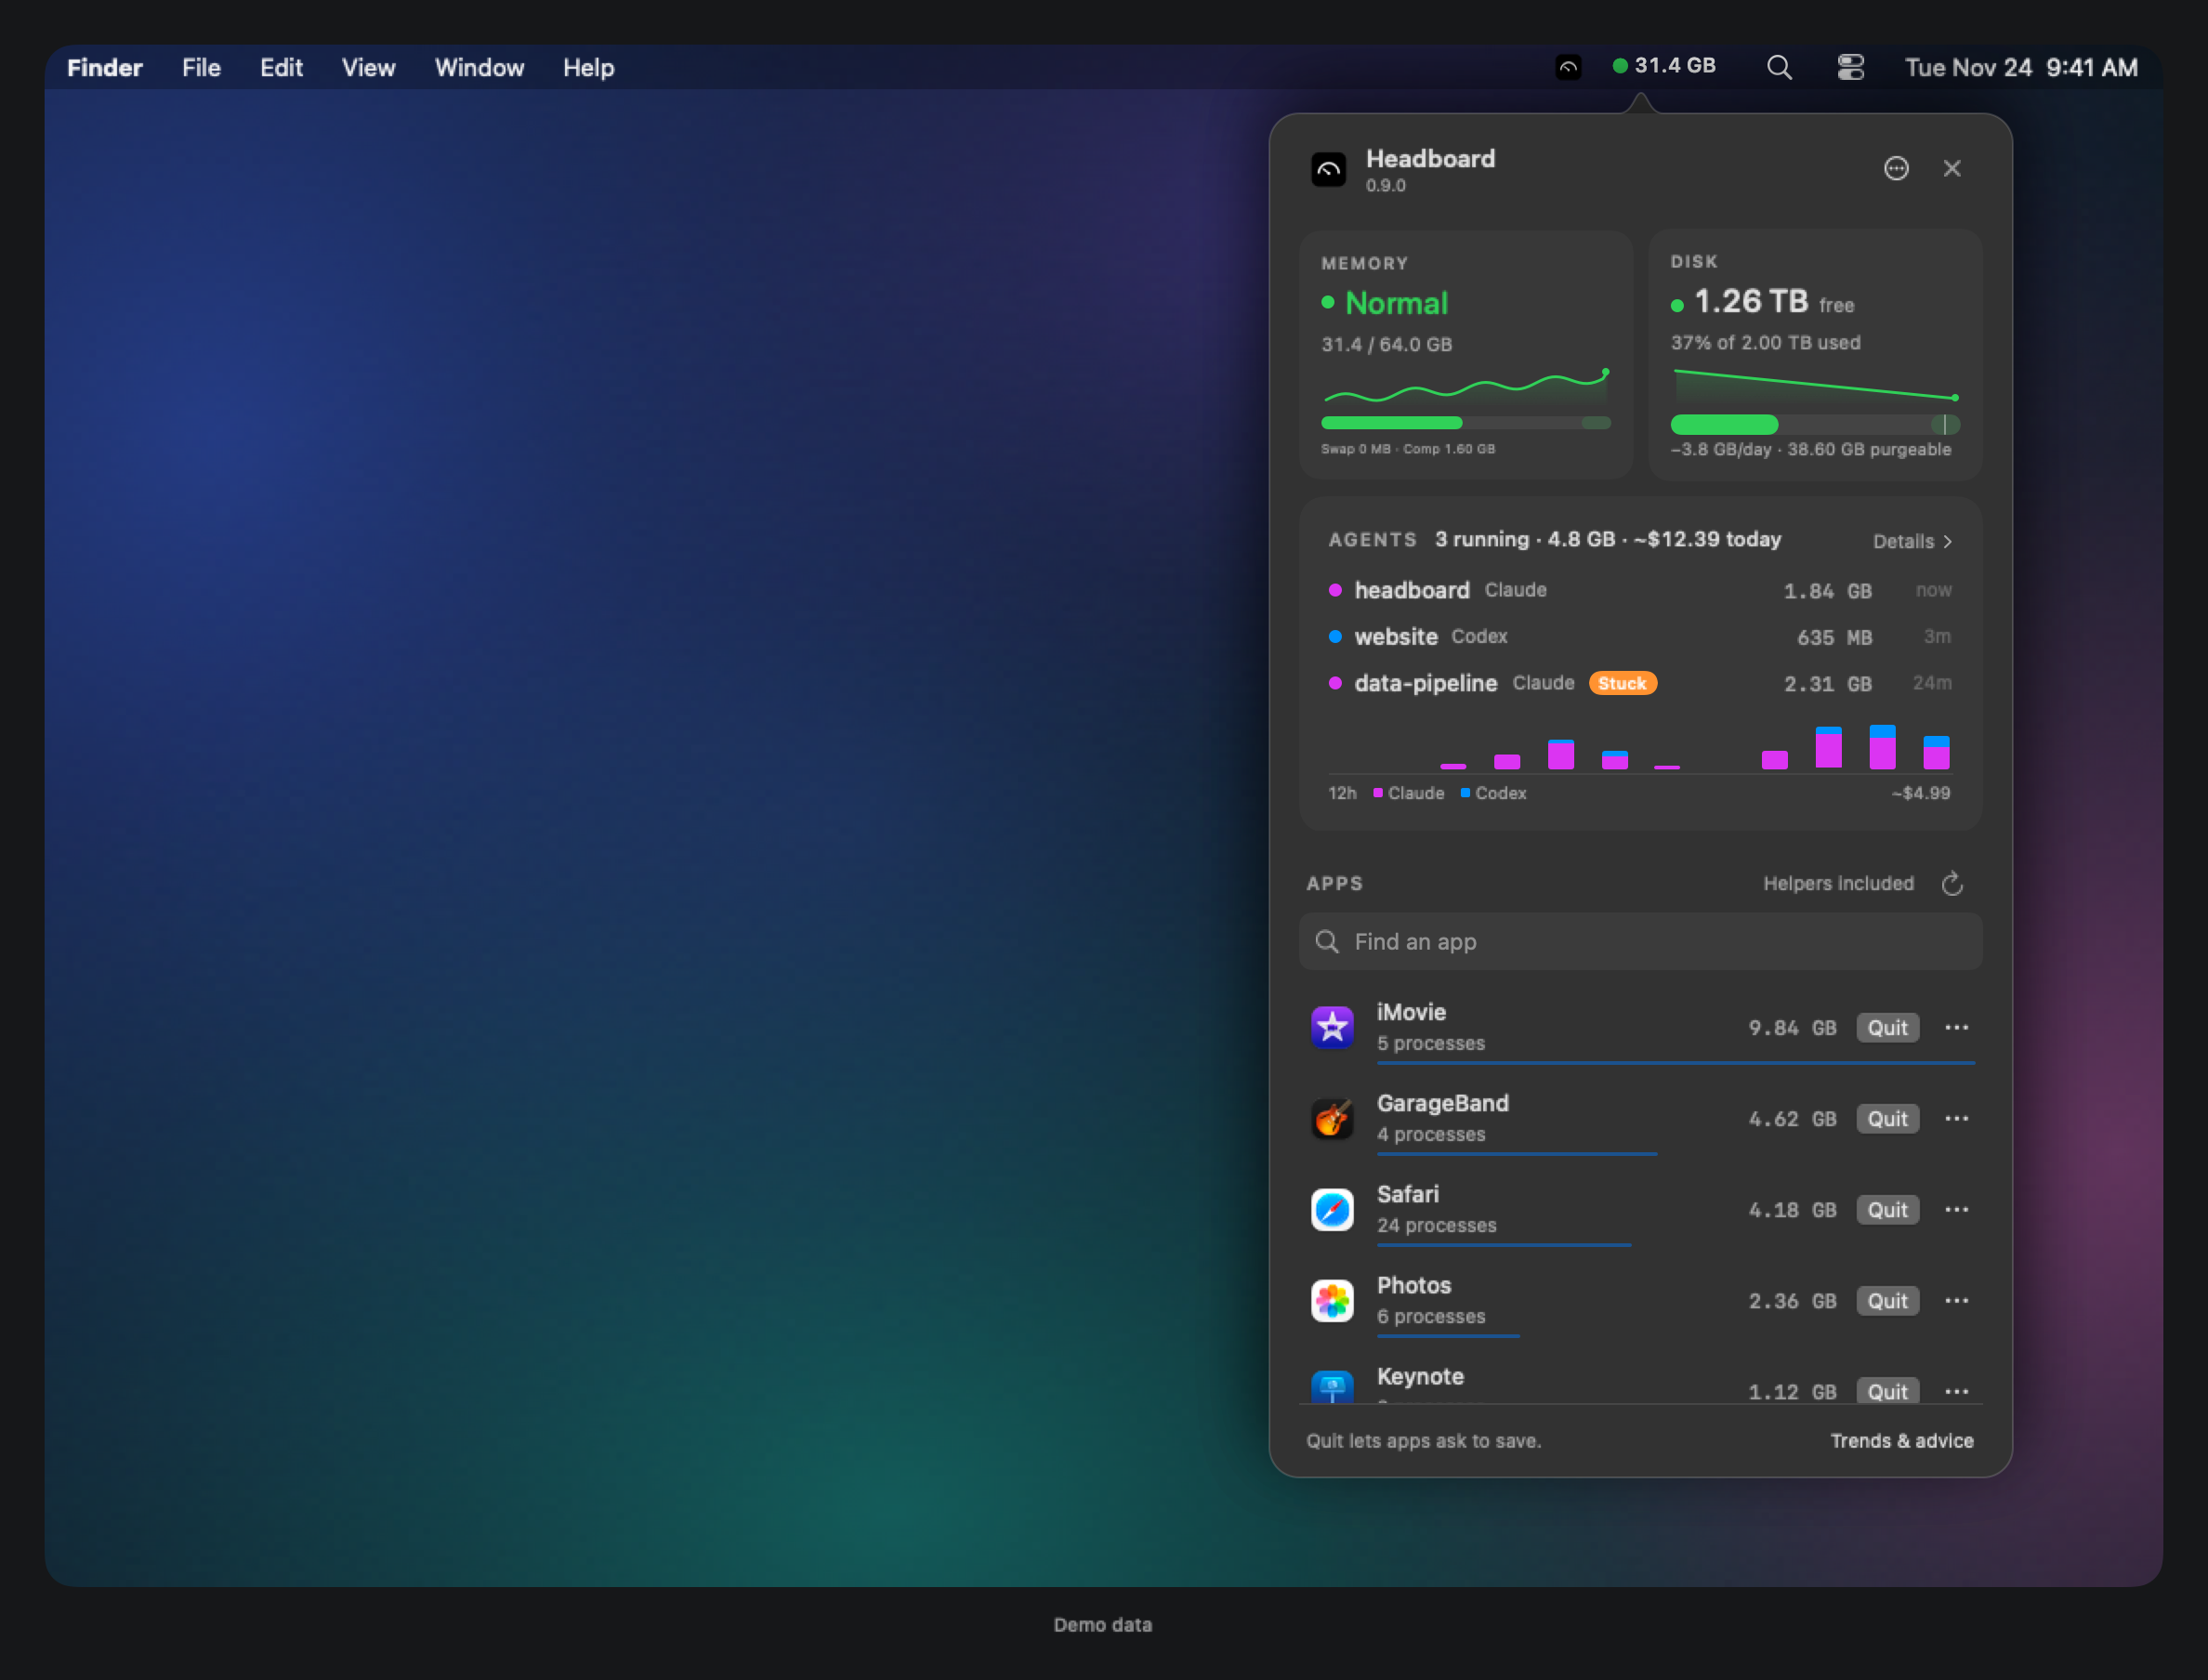 Finder File Edit View Window Help 31.4 GB Tue Nov 24 9:41 AM
Headboard
0.9.0
MEMORY
Normal
31.4 / 64.0 GB
Swap 0 MB · Comp 1.60 GB
DISK
1.26 TB free
37% of 2.00 TB used
−3.8 GB/day · 38.60 GB purgeable
AGENTS 3 running · 4.8 GB · ~$12.39 today Details
headboard Claude 1.84 GB now
website Codex 635 MB 3m
data-pipeline Claude Stuck 2.31 GB 24m
12h Claude Codex ~$4.99
APPS Helpers included
Find an app
iMovie
5 processes
9.84 GB Quit
GarageBand
4 processes
4.62 GB Quit
Safari
24 processes
4.18 GB Quit
Photos
6 processes
2.36 GB Quit
Keynote
1.12 GB Quit
Quit lets apps ask to save. Trends & advice
Demo data